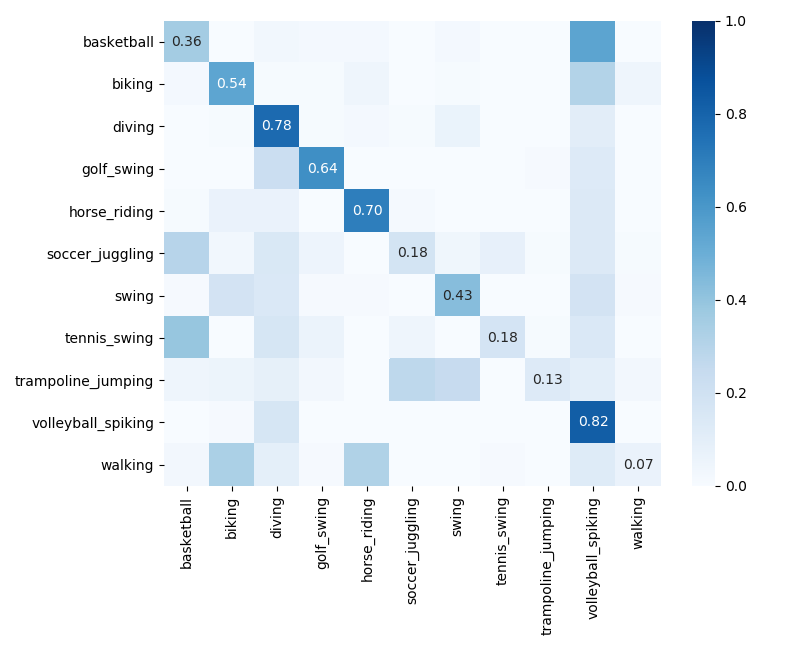 basketball
biking
diving
golf_swing
horse_riding
soccer_juggling
swing
tennis_swing
trampoline_jumping
volleyball_spiking
walking
0.36
0.54
0.78
0.64
0.70
0.18
0.43
0.18
0.13
0.82
0.07
basketball
biking
diving
golf_swing
horse_riding
soccer_juggling
swing
tennis_swing
trampoline_jumping
volleyball_spiking
walking
1.0
0.8
0.6
0.4
0.2
0.0